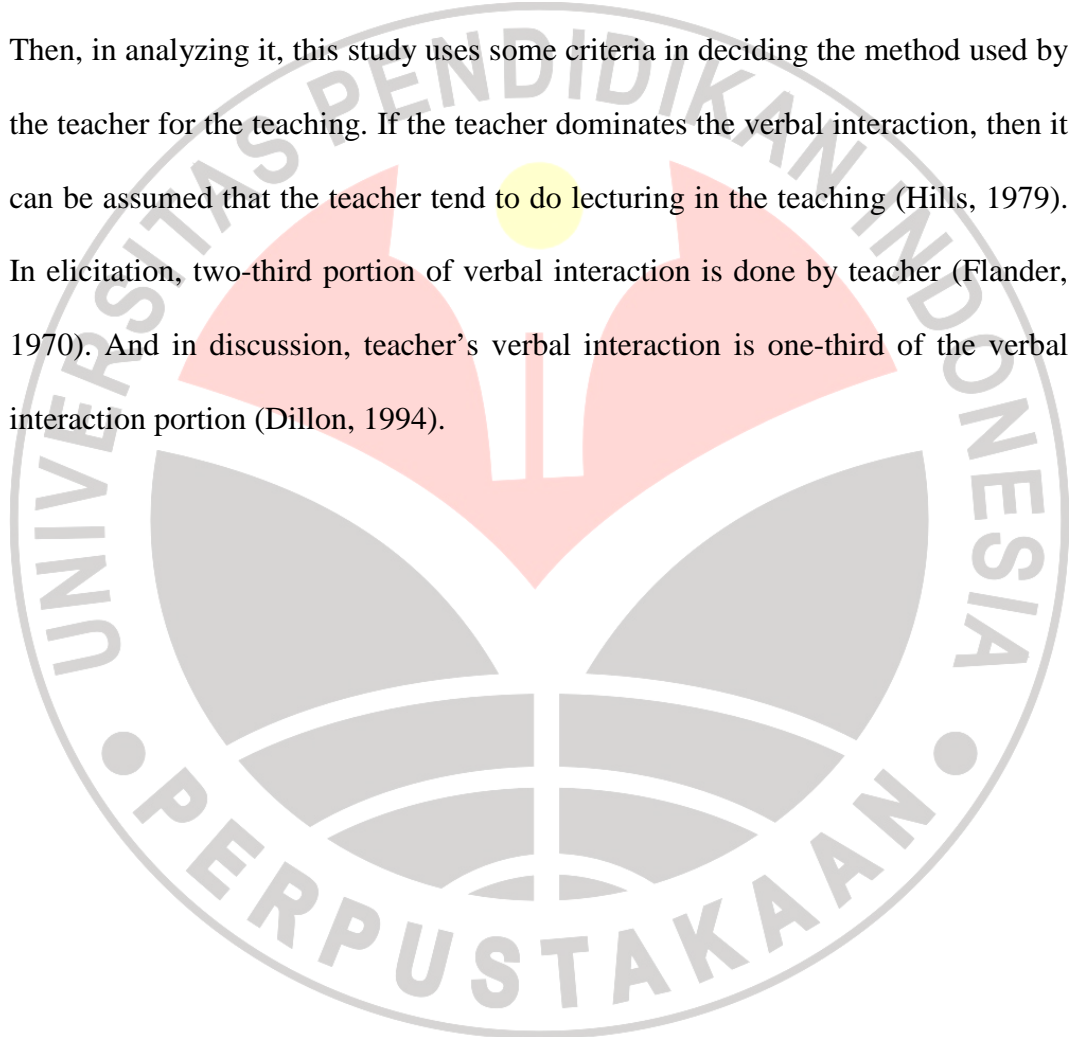 Then, in analyzing it, this study uses some criteria in deciding the method used by
the teacher for the teaching. If the teacher dominates the verbal interaction, then it
can be assumed that the teacher tend to do lecturing in the teaching (Hills, 1979).
In elicitation, two-third portion of verbal interaction is done by teacher (Flander,
1970). And in discussion, teacher’s verbal interaction is one-third of the verbal
interaction portion (Dillon, 1994).
UNIVERSITAS PENDIDIKAN INDONESIA
PERPUSTAKAAN